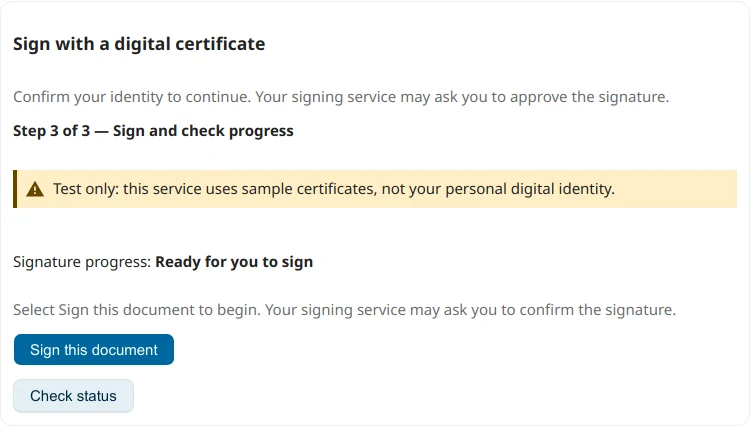 Sign with a digital certificate
Confirm your identity to continue. Your signing service may ask you to approve the signature.
Step 3 of 3 — Sign and check progress
Test only: this service uses sample certificates, not your personal digital identity.
Signature progress: Ready for you to sign
Select Sign this document to begin. Your signing service may ask you to confirm the signature.
Sign this document
Check status